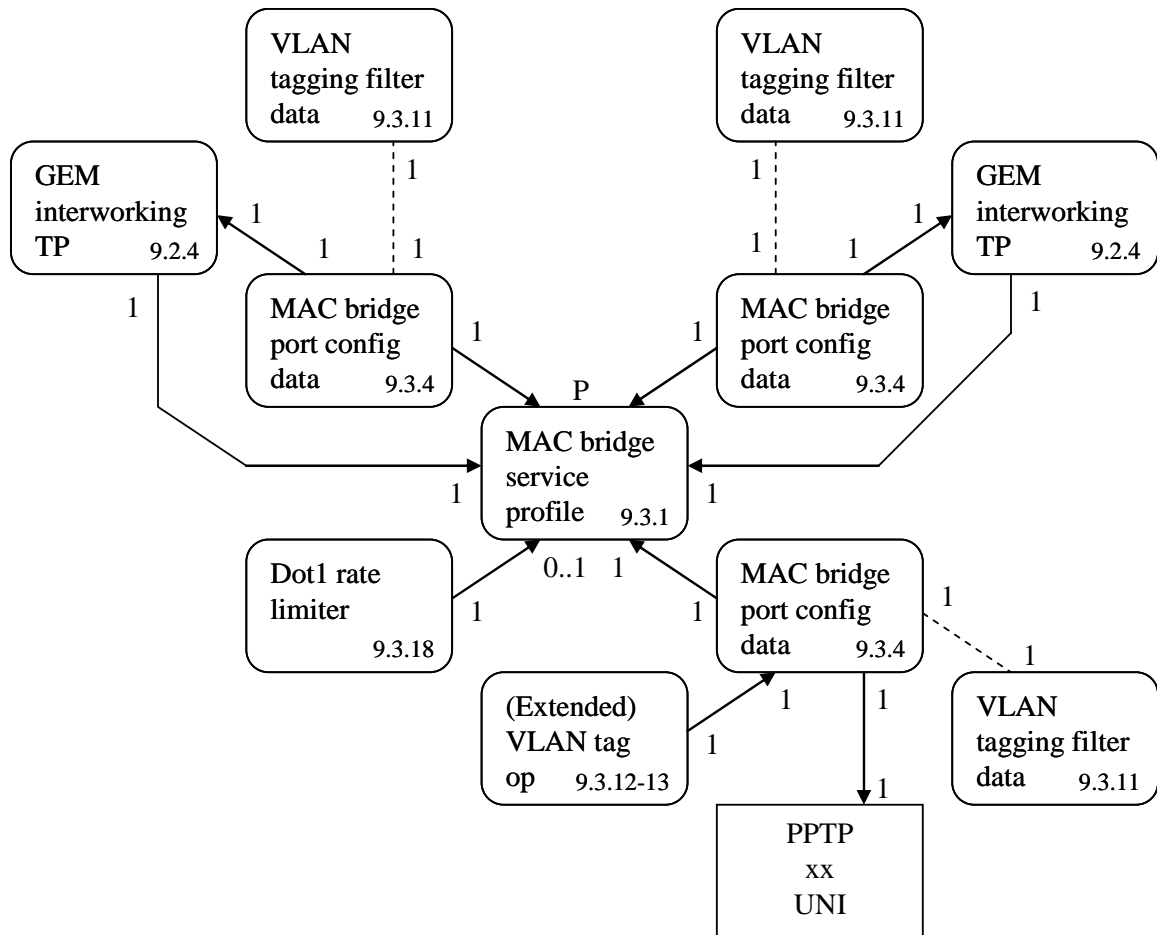 VLAN
tagging filter
data 9.3.11
VLAN
tagging filter
data 9.3.11
1
1
GEM
interworking
TP 9.2.4
GEM
interworking
TP 9.2.4
1
1
1
1
1
1
1
1
MAC bridge
port config
data 9.3.4
MAC bridge
port config
data 9.3.4
1
1
P
MAC bridge
service
profile 9.3.1
1
1
0..1
1
Dot1 rate
limiter
9.3.18
1
MAC bridge
port config
data 9.3.4
1
1
1
(Extended)
VLAN tag
op 9.3.12-13
1
1
1
VLAN
tagging filter
data 9.3.11
1
PPTP
xx
UNI